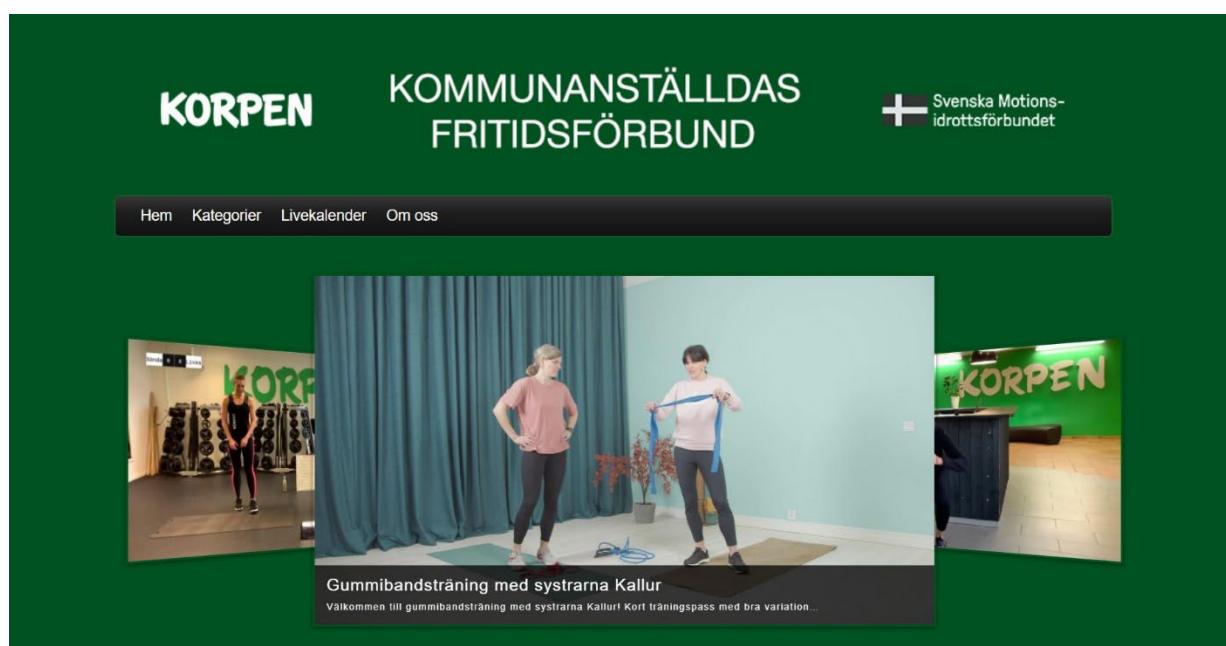 KORPEN
KOMMUNANSTÄLLDAS
FRITIDSFÖRBUND
Svenska Motions-
idrottsförbundet
Hem Kategorier Livekalender Om oss
KORP
KORPEN
Gummibandsträning med systrarna Kallur
Välkommen till gummibandsträning med systrarna Kallur! Kort träningspass med bra variation...